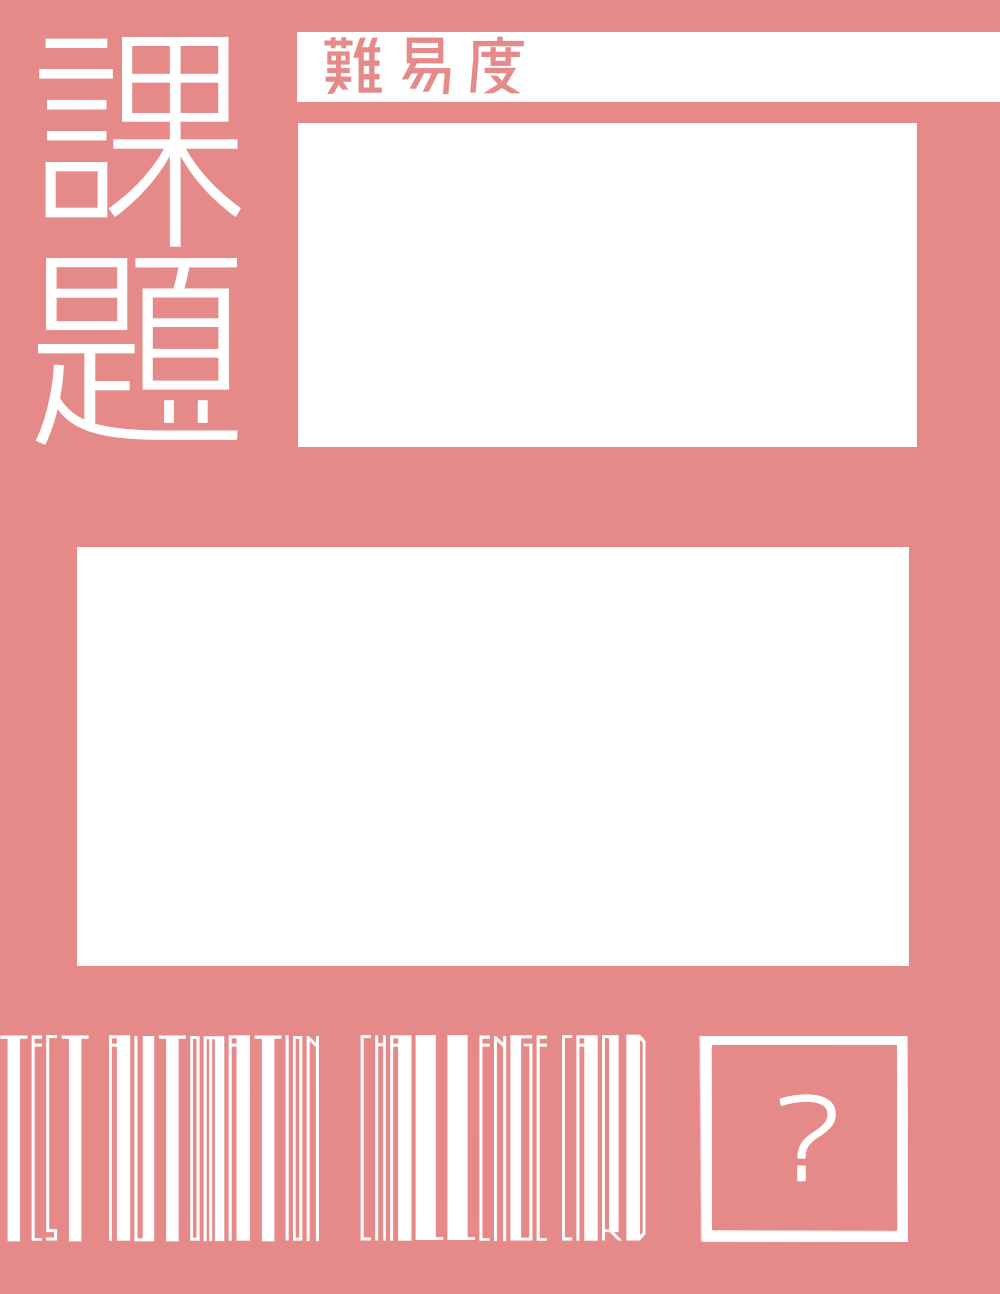 課題
難易度
TEST AUTOMATION CHALLENGE CARD
?